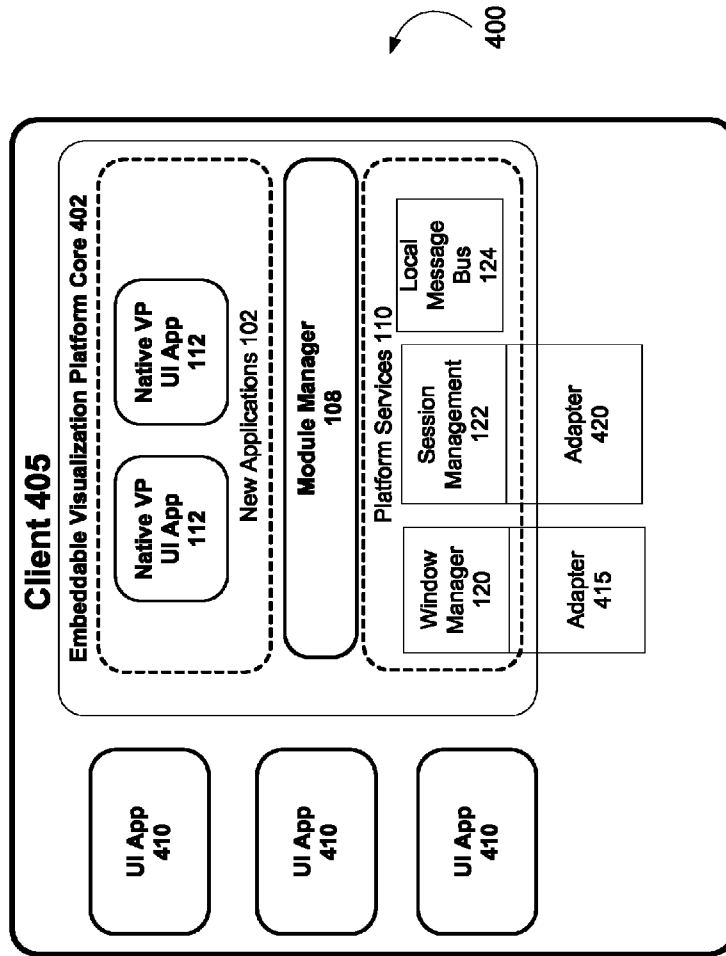 Client 405
Embeddable Visualization Platform Core 402
UI App
410
UI App
410
UI App
410
Native VP
UI App
112
Native VP
UI App
112
New Applications 102
Module Manager
108
Platform Services 110
Window
Manager
120
Session
Management
122
Local
Message
Bus
124
Adapter
415
Adapter
420
400